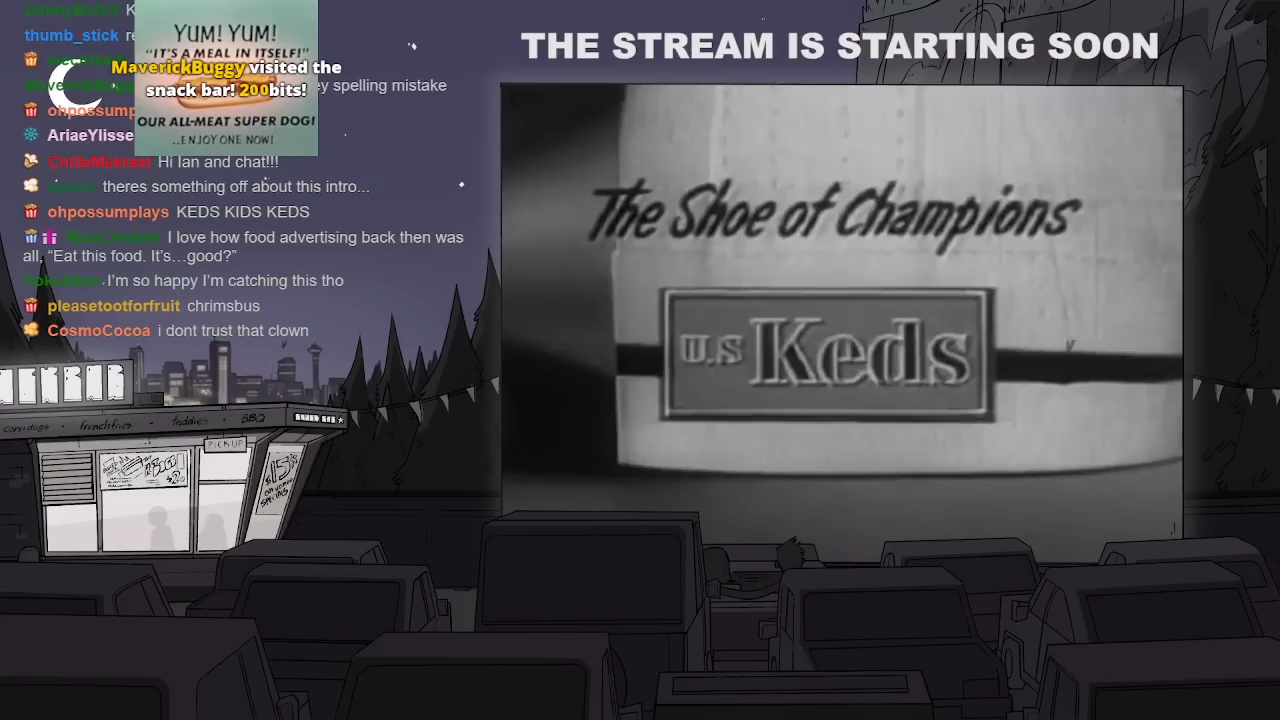 THE STREAM IS STARTING SOON
thumb_stick
YUM! YUM!
"IT'S A MEAL IN ITSELF!"
MaverickBuggy visited the
snack bar! 200bits!
spelling mistake
OUR ALL-MEAT SUPER DOG!
..ENJOY ONE NOW!
ohpossump
AriaeYlisse
Hi Ian and chat!!!
theres something off about this intro...
ohpossumplays KEDS KIDS KEDS
I love how food advertising back then was
all, “Eat this food. It’s…good?”
I’m so happy I’m catching this tho
pleasetootforfruit chrimsbus
CosmoCocoa i dont trust that clown
The Shoe of Champions
U.S Keds
corndogs · frenchfries · toddies · BBQ
PICKUP